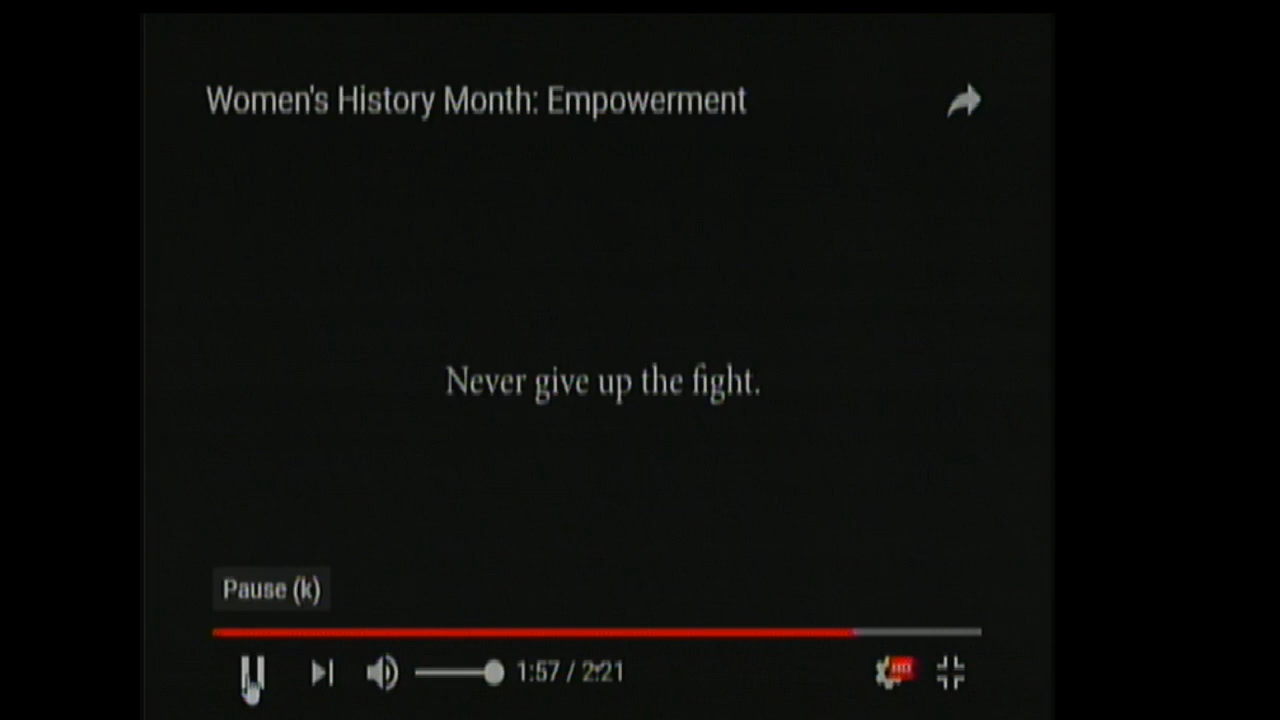 Women's History Month: Empowerment
Never give up the fight.
Pause (k)
1:57 / 2:21